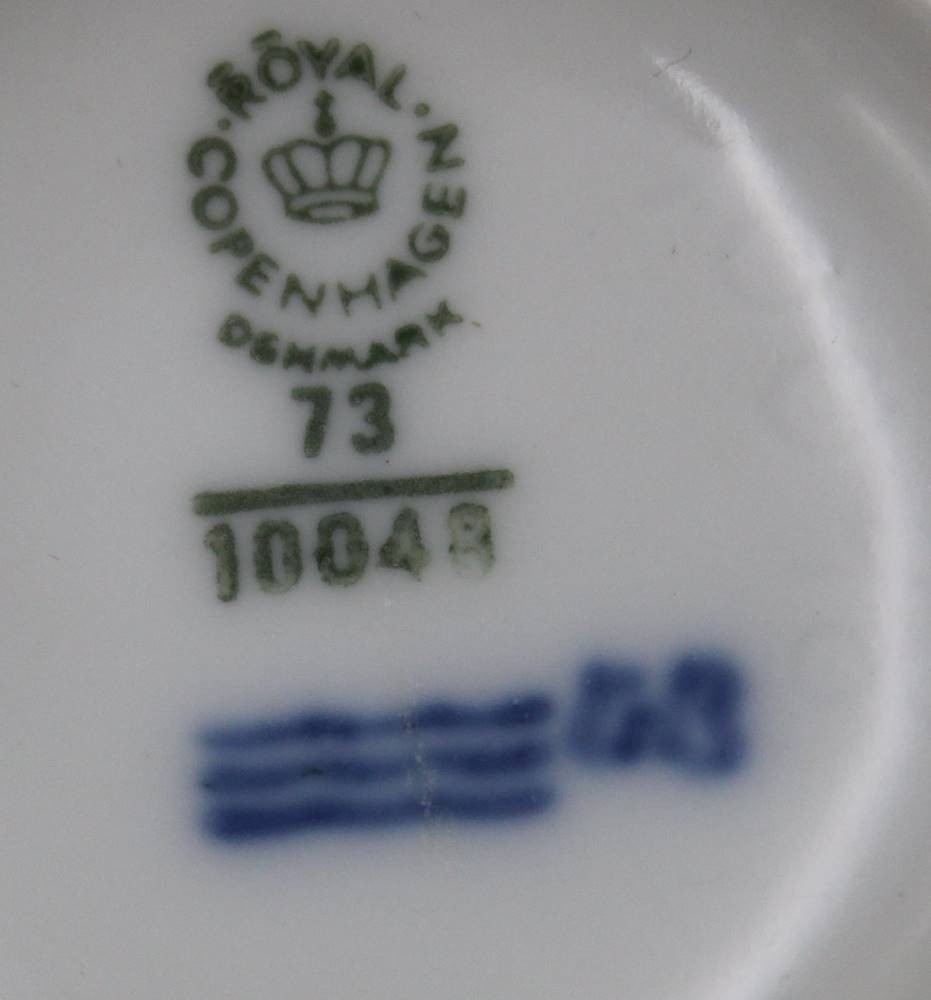 ROYAL · COPENHAGEN ·
DENMARK
73
10048